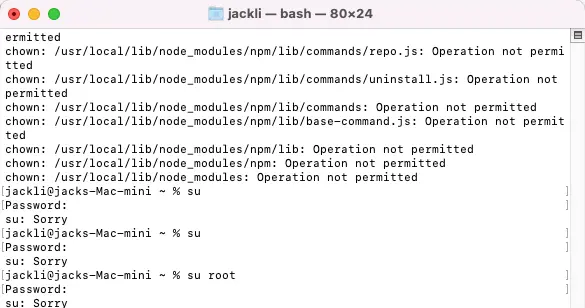 jackli — bash — 80×24
ermitted
chown: /usr/local/lib/node_modules/npm/lib/commands/repo.js: Operation not permi
tted
chown: /usr/local/lib/node_modules/npm/lib/commands/uninstall.js: Operation not
permitted
chown: /usr/local/lib/node_modules/npm/lib/commands: Operation not permitted
chown: /usr/local/lib/node_modules/npm/lib/base-command.js: Operation not permit
ted
chown: /usr/local/lib/node_modules/npm/lib: Operation not permitted
chown: /usr/local/lib/node_modules/npm: Operation not permitted
chown: /usr/local/lib/node_modules: Operation not permitted
[jackli@jacks-Mac-mini ~ % su ]
[Password: ]
su: Sorry
[jackli@jacks-Mac-mini ~ % su ]
[Password: ]
su: Sorry
[jackli@jacks-Mac-mini ~ % su root ]
[Password: ]
su: Sorry